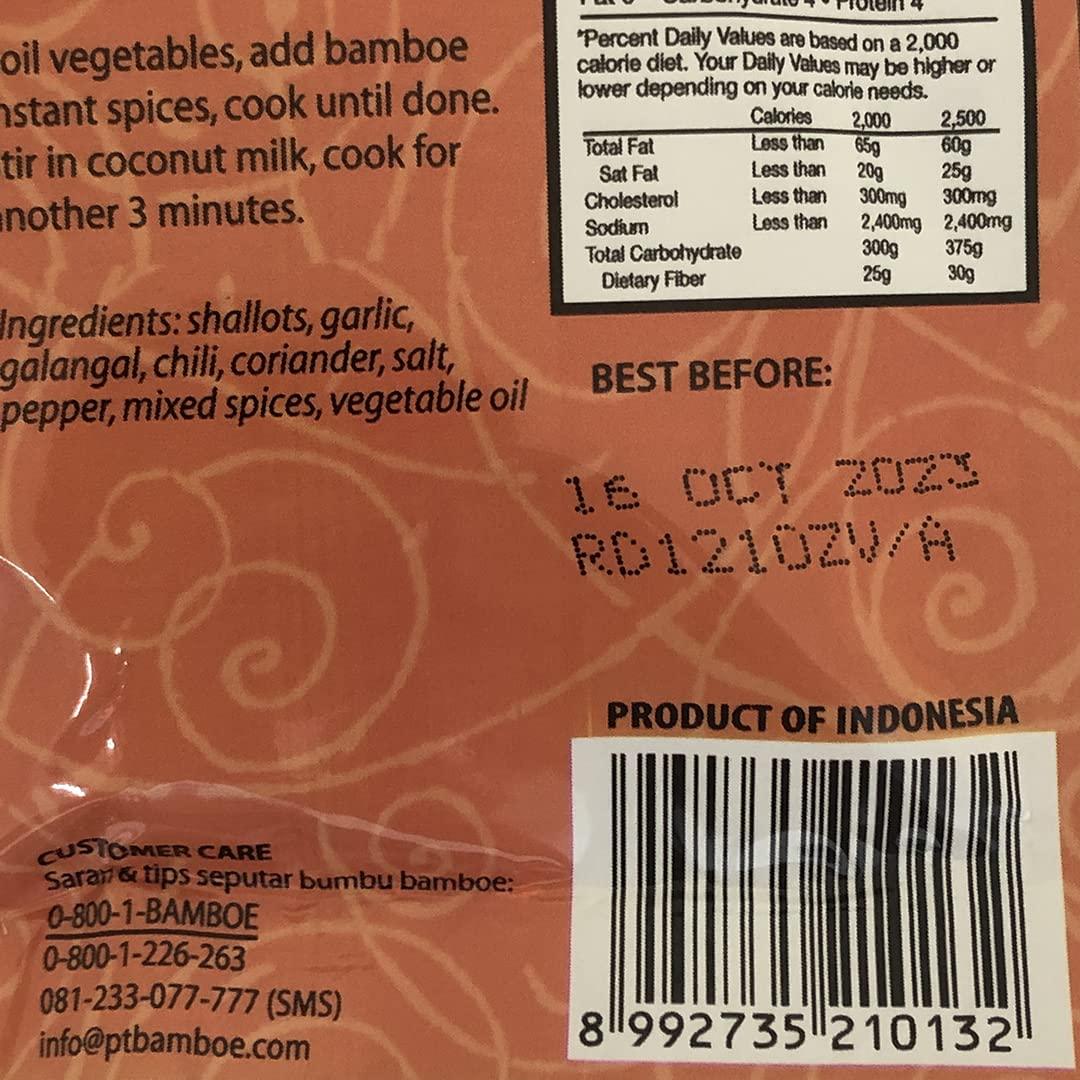 oil vegetables, add bamboe
nstant spices, cook until done.
tir in coconut milk, cook for
another 3 minutes.
Ingredients: shallots, garlic,
galangal, chili, coriander, salt,
pepper, mixed spices, vegetable oil
Protein 4
*Percent Daily Values are based on a 2,000
calorie diet. Your Daily Values may be higher or
lower depending on your calorie needs.
Calories 2,000 2,500
Total Fat Less than 65g 60g
Sat Fat Less than 20g 25g
Cholesterol Less than 300mg 300mg
Sodium Less than 2,400mg 2,400mg
Total Carbohydrate 300g 375g
Dietary Fiber 25g 30g
BEST BEFORE:
16 OCT 2023
RD1210ZV/A
PRODUCT OF INDONESIA
8 992735 210132
CUSTOMER CARE
Saran & tips seputar bumbu bamboe:
0-800-1-BAMBOE
0-800-1-226-263
081-233-077-777 (SMS)
info@ptbamboe.com